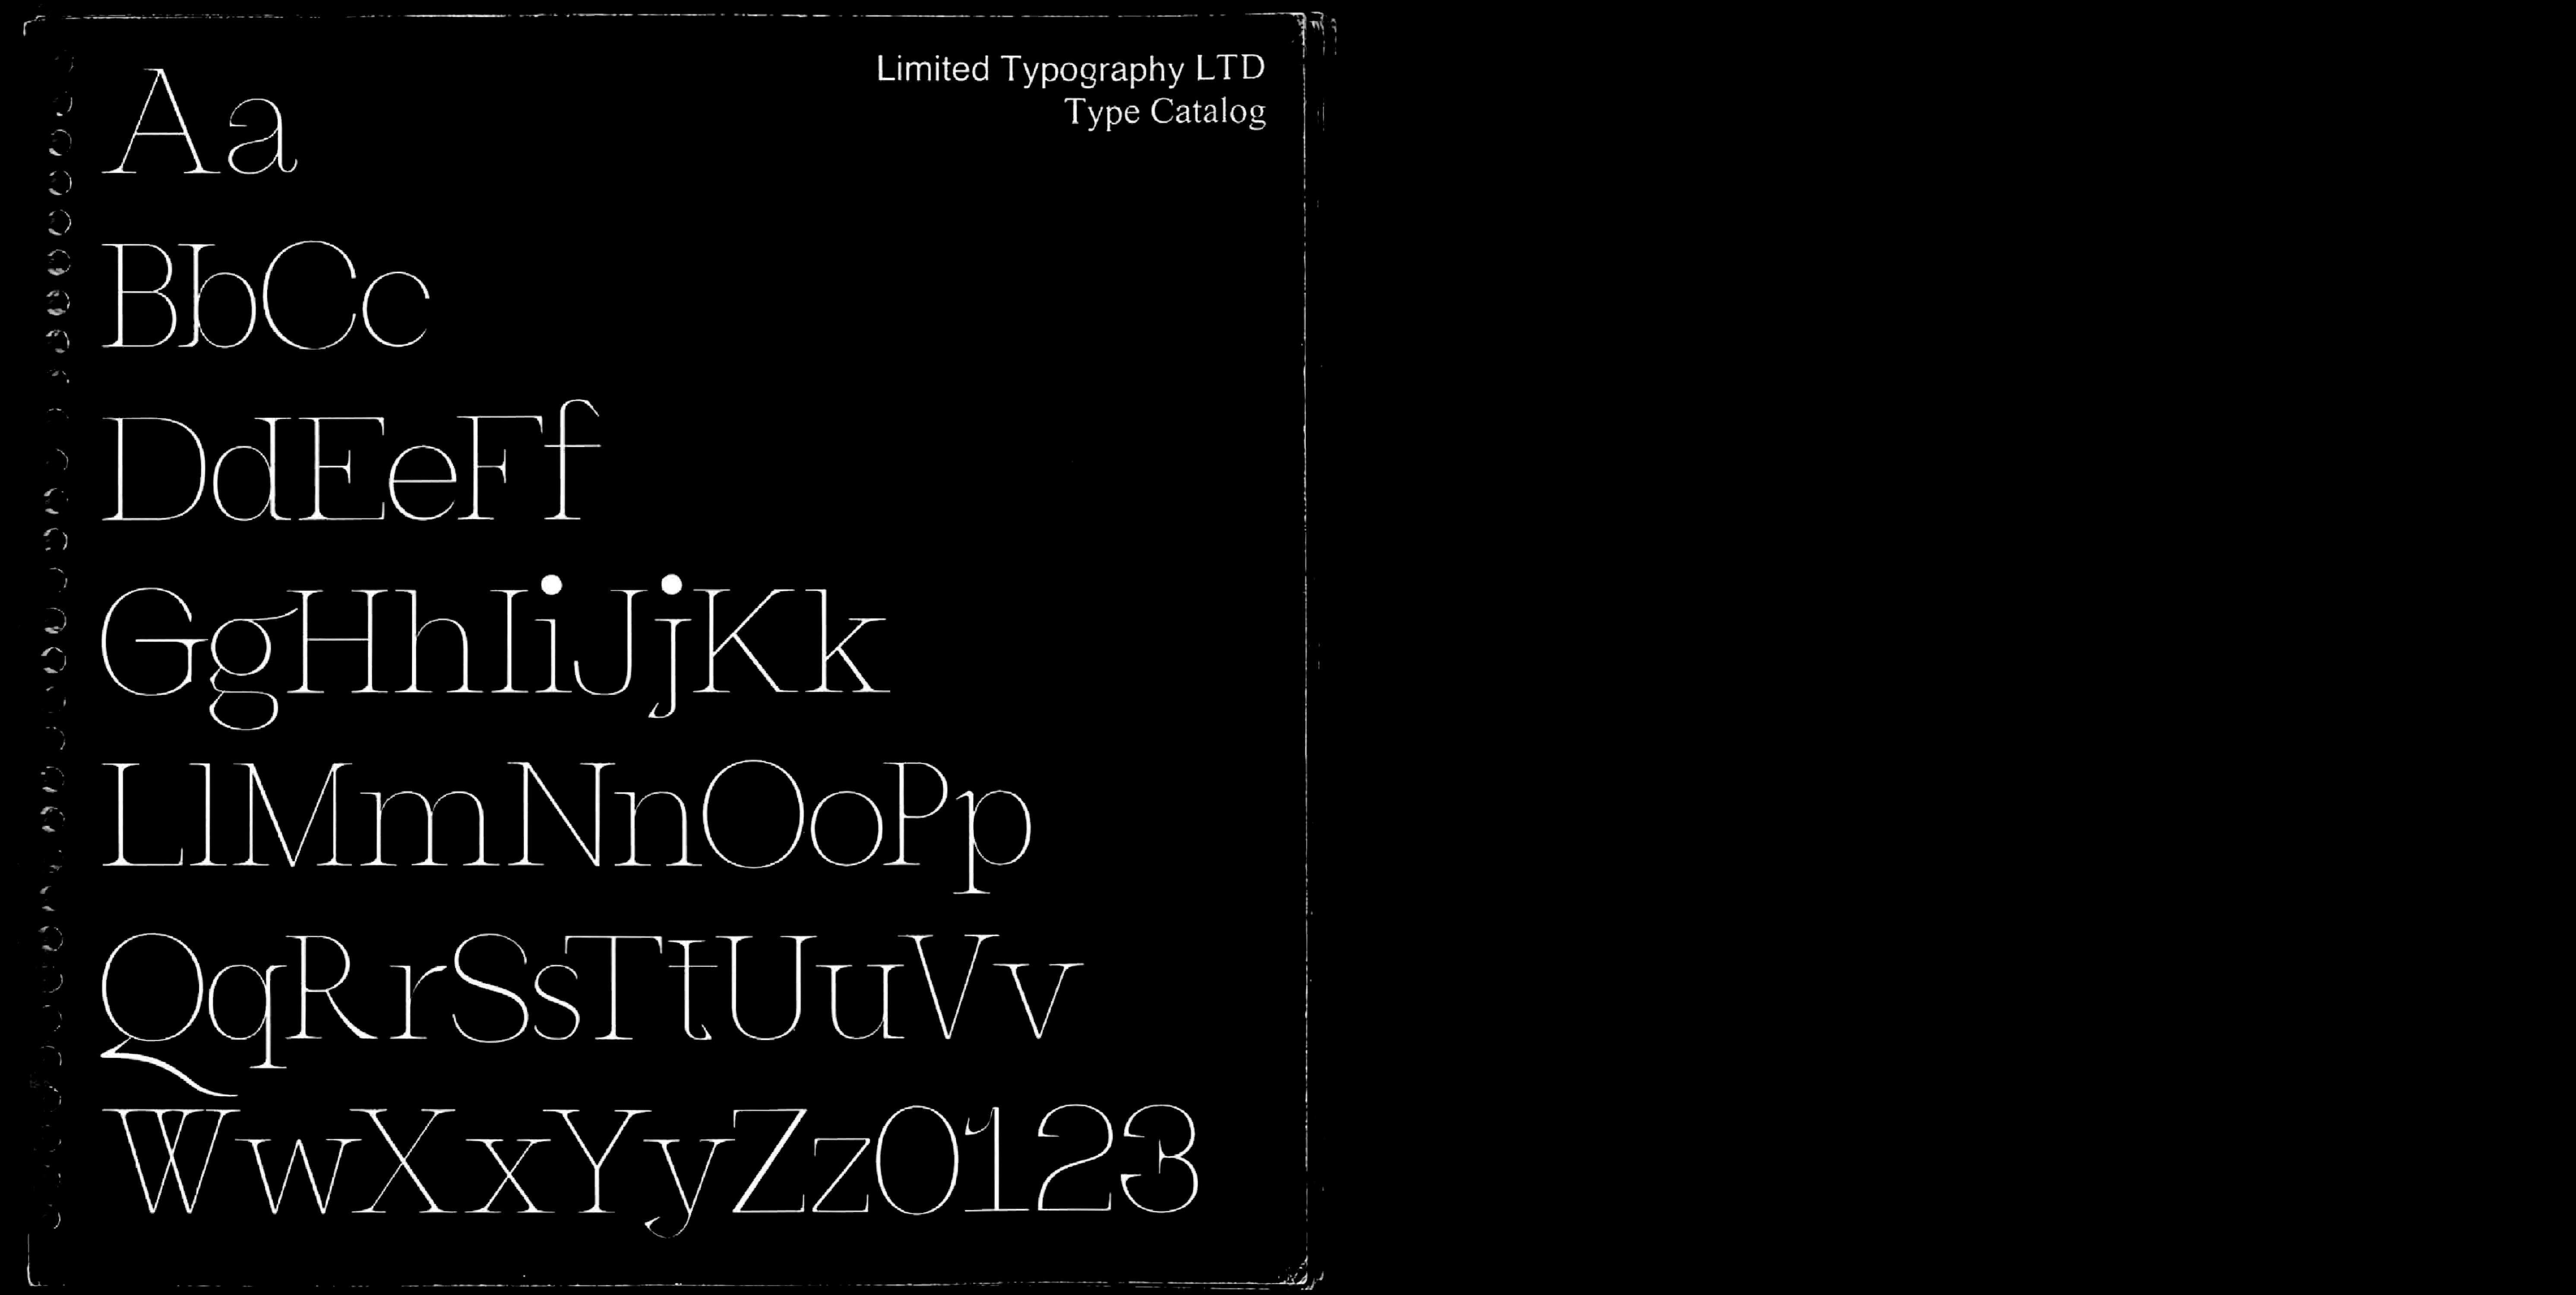 Limited Typography LTD
Type Catalog
Aa
BbCc
DdEeFf
GgHhIiJjKk
LlMmNnOoPp
QqRrSsTtUuVv
WwXxYyZz0123